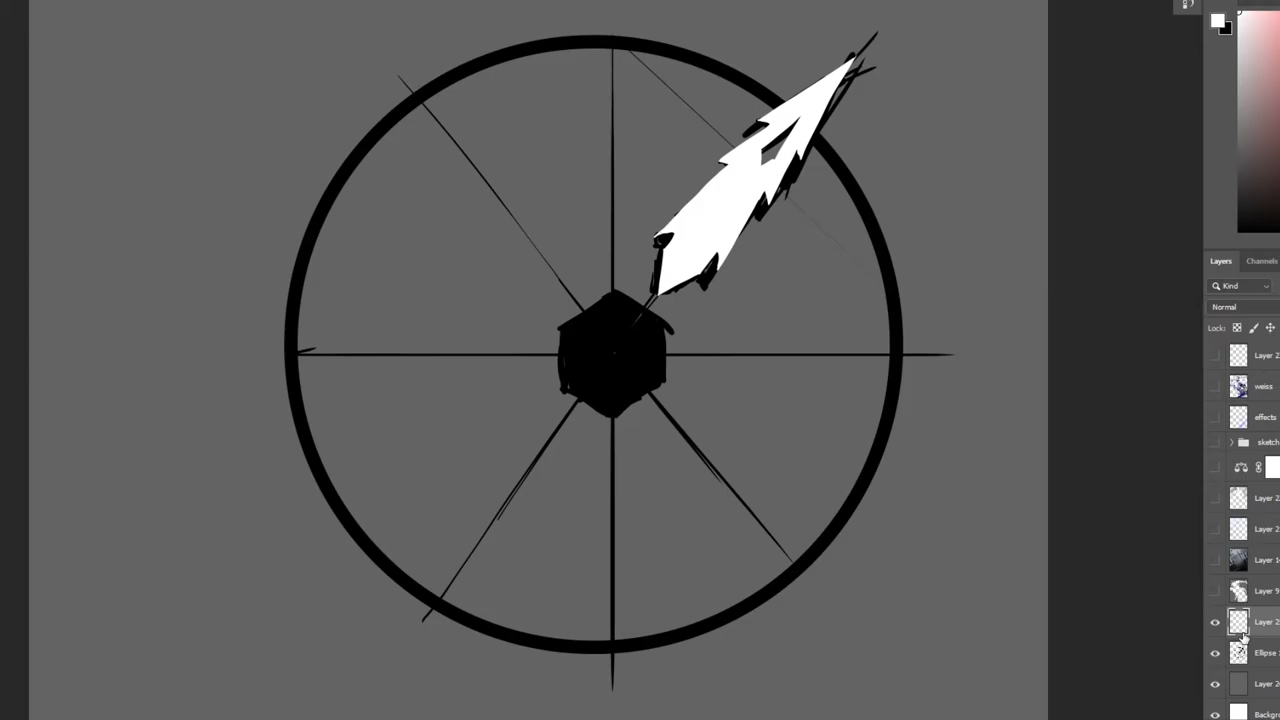 Layers Channels
Kind
Normal
Lock:
Layer 2
weiss
effects
sketch
Layer 2
Layer 2
Layer 1
Layer 9
Layer 2
Ellipse
Layer 2
Backgro